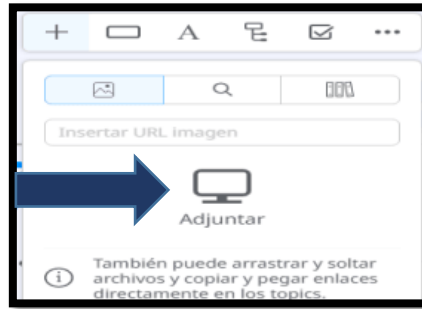 A
Insertar URL imagen
Adjuntar
También puede arrastrar y soltar
archivos y copiar y pegar enlaces
directamente en los topics.